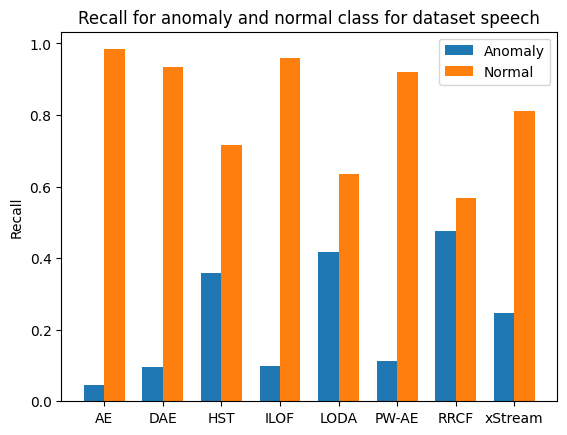 Recall for anomaly and normal class for dataset speech
Anomaly
Normal
Recall
1.0
0.8
0.6
0.4
0.2
0.0
AE DAE HST ILOF LODA PW-AE RRCF xStream